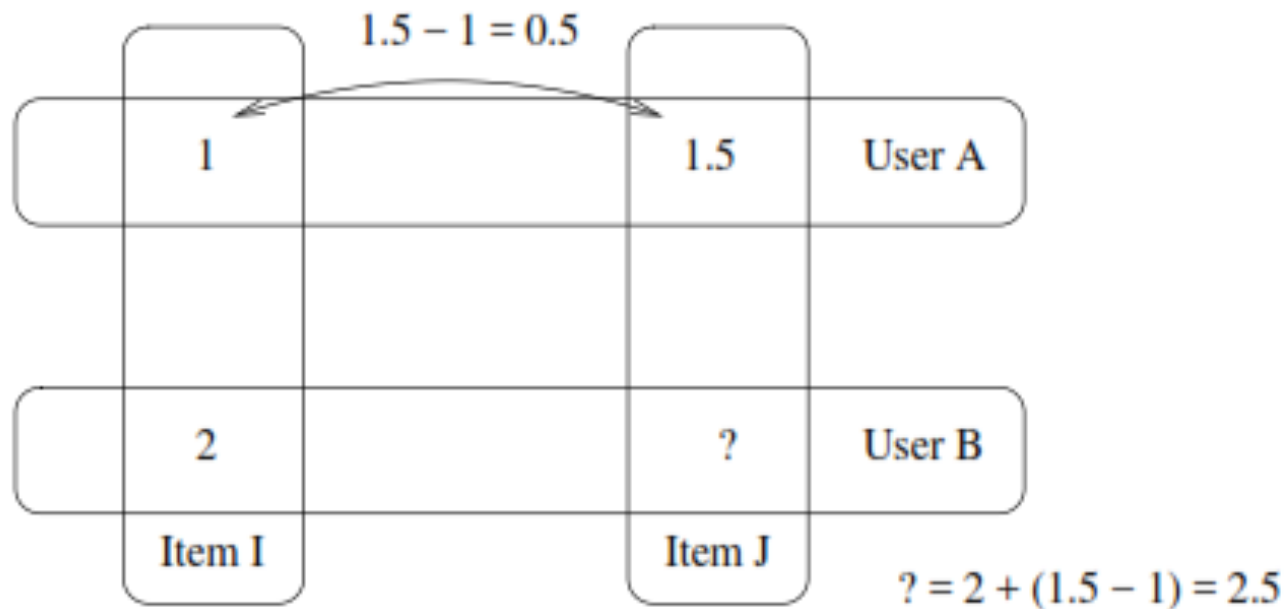 1.5 − 1 = 0.5
1 1.5 User A
2 ? User B
Item I Item J
? = 2 + (1.5 − 1) = 2.5